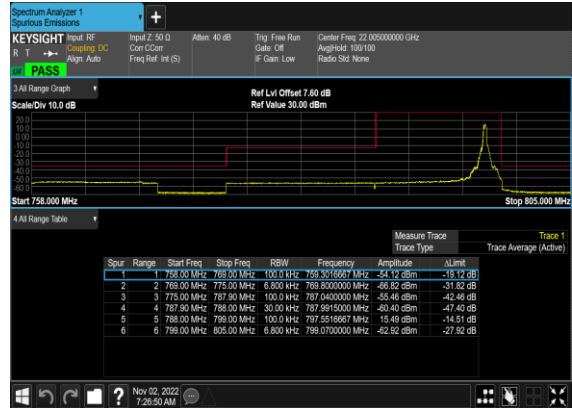 Spectrum Analyzer 1
Spurious Emissions
KEYSIGHT Input: RF Input Z: 50 Ω Atten: 40 dB Trig: Free Run Center Freq: 22.005000000 GHz
R T Coupling: DC Corr CCorr Gate: Off Avg|Hold: 100/100
Align: Auto Freq Ref: Int (S) IF Gain: Low Radio Std: None
PASS
3 All Range Graph Ref Lvl Offset 7.60 dB
Scale/Div 10.0 dB Ref Value 30.00 dBm
20.0
10.0
0.00
-10.0
-20.0
-30.0
-40.0
-50.0
-60.0
Start 758.000 MHz Stop 805.000 MHz
4 All Range Table
Measure Trace Trace 1
Trace Type Trace Average (Active)
Spur Range Start Freq Stop Freq RBW Frequency Amplitude ΔLimit
1 1 758.00 MHz 769.00 MHz 100.0 kHz 759.3016667 MHz -54.12 dBm -19.12 dB
2 2 769.00 MHz 775.00 MHz 6.800 kHz 769.8000000 MHz -66.82 dBm -31.82 dB
3 3 775.00 MHz 787.90 MHz 100.0 kHz 787.0400000 MHz -55.46 dBm -42.46 dB
4 4 787.90 MHz 788.00 MHz 30.00 kHz 787.9915000 MHz -60.40 dBm -47.40 dB
5 5 788.00 MHz 799.00 MHz 100.0 kHz 797.5516667 MHz 15.49 dBm -14.51 dB
6 6 799.00 MHz 805.00 MHz 6.800 kHz 799.0700000 MHz -62.92 dBm -27.92 dB
Nov 02, 2022
7:26:50 AM